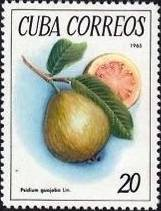 CUBA CORREOS
1965
Psidium guajaba Lin.
20